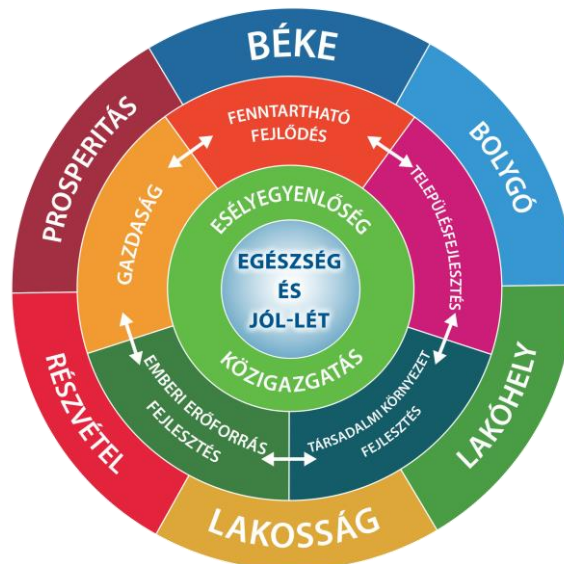 BÉKE
BOLYGÓ
LAKÓHELY
LAKOSSÁG
RÉSZVÉTEL
PROSPERITÁS
FENNTARTHATÓ
FEJLŐDÉS
TELEPÜLÉSFEJLESZTÉS
TÁRSADALMI KÖRNYEZET
FEJLESZTÉS
EMBERI ERŐFORRÁS
FEJLESZTÉS
GAZDASÁG
ESÉLYEGYENLŐSÉG
KÖZIGAZGATÁS
EGÉSZSÉG
ÉS
JÓL-LÉT